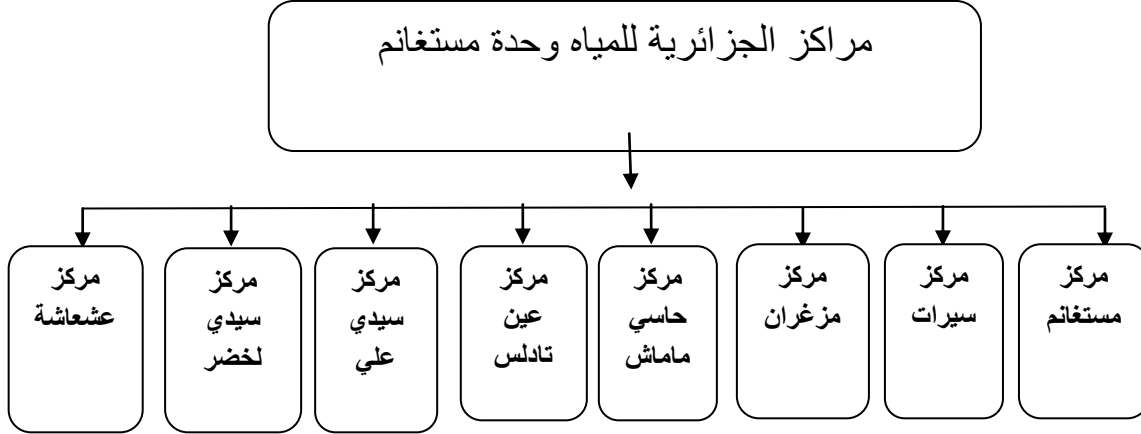 مراكز الجزائرية للمياه وحدة مستغانم
مركز
مستغانم
مركز
سيرات
مركز
مزغران
مركز
حاسي
ماماش
مركز
عين
تادلس
مركز
سيدي
علي
مركز
سيدي
لخضر
مركز
عشعاشة